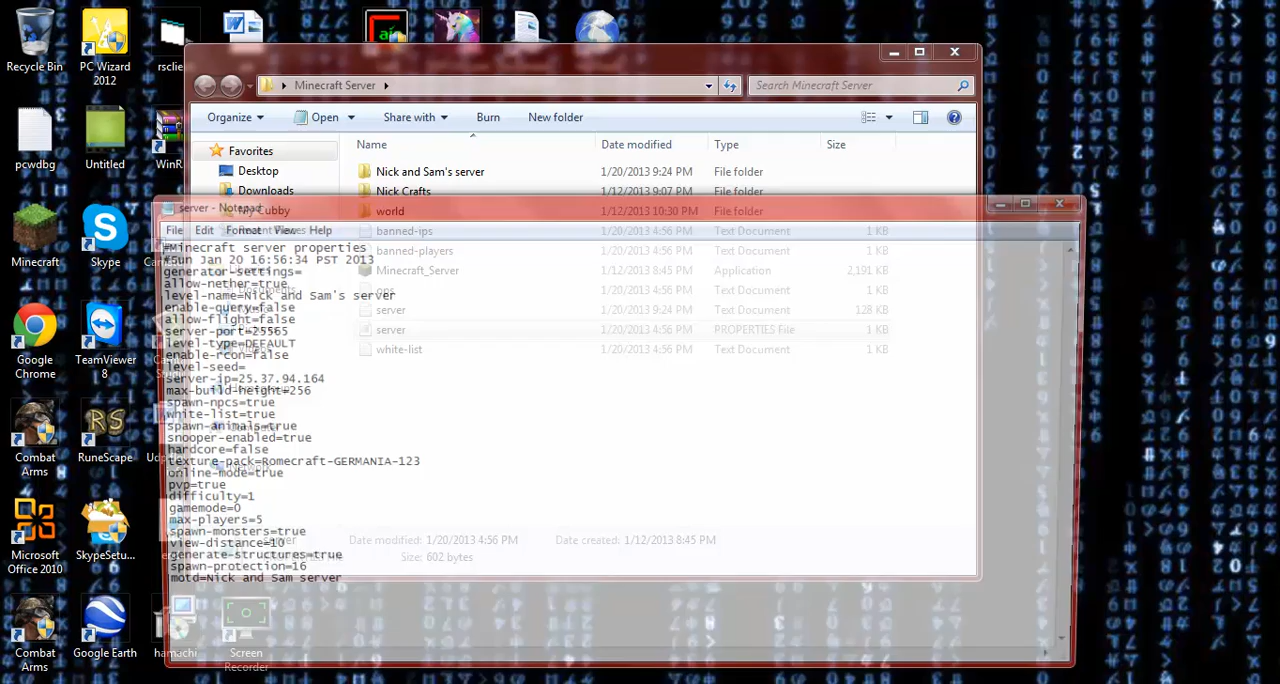 Recycle Bin
PC Wizard 2012
rsclie
Minecraft Server
Search Minecraft Server
Organize
Open
Share with
Burn
New folder
Name
Date modified
Type
Size
Favorites
Desktop
Downloads
My Cubby
Nick and Sam's server 1/20/2013 9:24 PM File folder
Nick Crafts 1/12/2013 9:07 PM File folder
world 1/12/2013 10:30 PM File folder
banned-ips 1/20/2013 4:56 PM Text Document 1 KB
banned-players 1/20/2013 4:56 PM Text Document 1 KB
Minecraft_Server 1/12/2013 8:45 PM Application 2,191 KB
ops 1/20/2013 4:56 PM Text Document 1 KB
server 1/20/2013 9:24 PM Text Document 128 KB
server 1/20/2013 4:56 PM PROPERTIES File 1 KB
white-list 1/20/2013 4:56 PM Text Document 1 KB
Date modified: 1/20/2013 4:56 PM
Date created: 1/12/2013 8:45 PM
Size: 602 bytes
server - Notepad
File Edit Format View Help
#Minecraft server properties
#Sun Jan 20 16:56:34 PST 2013
generator-settings=
allow-nether=true
level-name=Nick and Sam's server
enable-query=false
allow-flight=false
server-port=25565
level-type=DEFAULT
enable-rcon=false
level-seed=
server-ip=25.37.94.164
max-build-height=256
spawn-npcs=true
white-list=true
spawn-animals=true
snooper-enabled=true
hardcore=false
texture-pack=Romecraft-GERMANIA-123
online-mode=true
pvp=true
difficulty=1
gamemode=0
max-players=5
spawn-monsters=true
view-distance=10
generate-structures=true
spawn-protection=16
motd=Nick and Sam server
pcwdbg
Untitled
WinR
Minecraft
Skype
Google Chrome
TeamViewer 8
Combat Arms
RuneScape
Microsoft Office 2010
SkypeSetu...
Combat Arms
Google Earth
hamachi
Screen Recorder